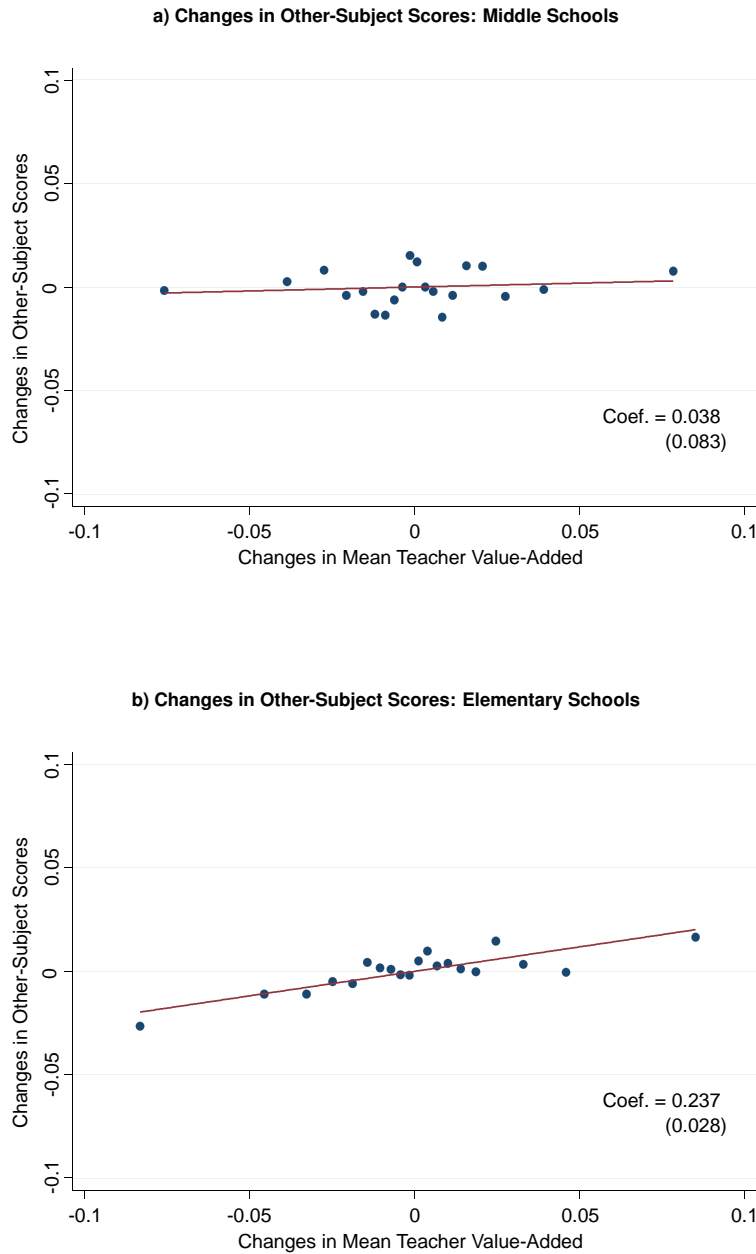 a) Changes in Other-Subject Scores: Middle Schools
0.1
0.05
0
-0.05
-0.1
Changes in Other-Subject Scores
Coef. = 0.038
(0.083)
-0.1 -0.05 0 0.05 0.1
Changes in Mean Teacher Value-Added
b) Changes in Other-Subject Scores: Elementary Schools
0.1
0.05
0
-0.05
-0.1
Changes in Other-Subject Scores
Coef. = 0.237
(0.028)
-0.1 -0.05 0 0.05 0.1
Changes in Mean Teacher Value-Added